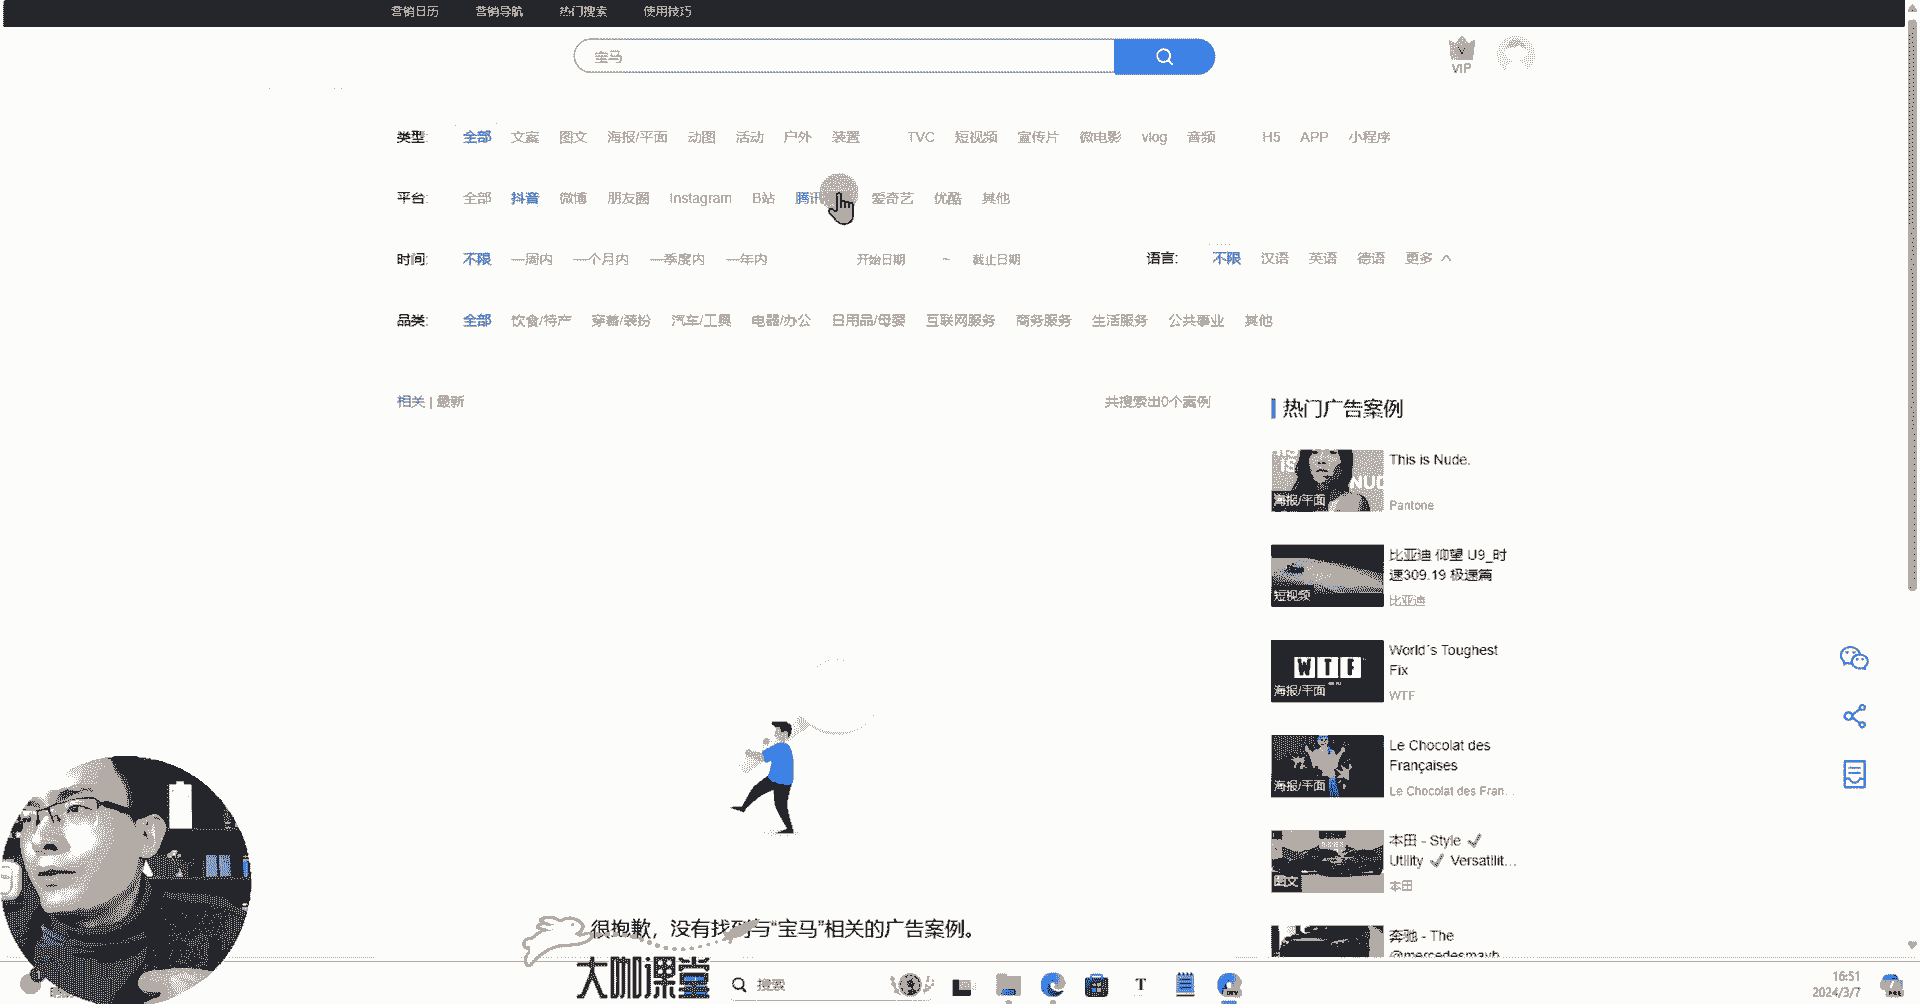 营销日历 营销导航 热门搜索 使用技巧
宝马
VIP
类型: 全部 文案 图文 海报/平面 动图 活动 户外 装置 TVC 短视频 宣传片 微电影 vlog 音频 H5 APP 小程序
平台: 全部 抖音 微博 朋友圈 Instagram B站 腾讯 爱奇艺 优酷 其他
时间: 不限 一周内 一个月内 一季度内 一年内 开始日期 ~ 截止日期 语言: 不限 汉语 英语 德语 更多
品类: 全部 饮食/特产 穿着/装扮 汽车/工具 电器/办公 日用品/母婴 互联网服务 商务服务 生活服务 公共事业 其他
相关 | 最新
共搜索出0个案例
热门广告案例
海报/平面
This is Nude.
Pantone
短视频
比亚迪 仰望 U9_时
速309.19 极速篇
比亚迪
WTF
海报/平面
World´s Toughest
Fix
WTF
海报/平面
Le Chocolat des
Françaises
Le Chocolat des Fran...
图文
本田 - Style ✓
Utility ✓ Versatilit...
本田
奔驰 - The
@mercedesmayb
很抱歉，没有找到与“宝马”相关的广告案例。
大咖课堂
搜索
16:51
2024/3/7